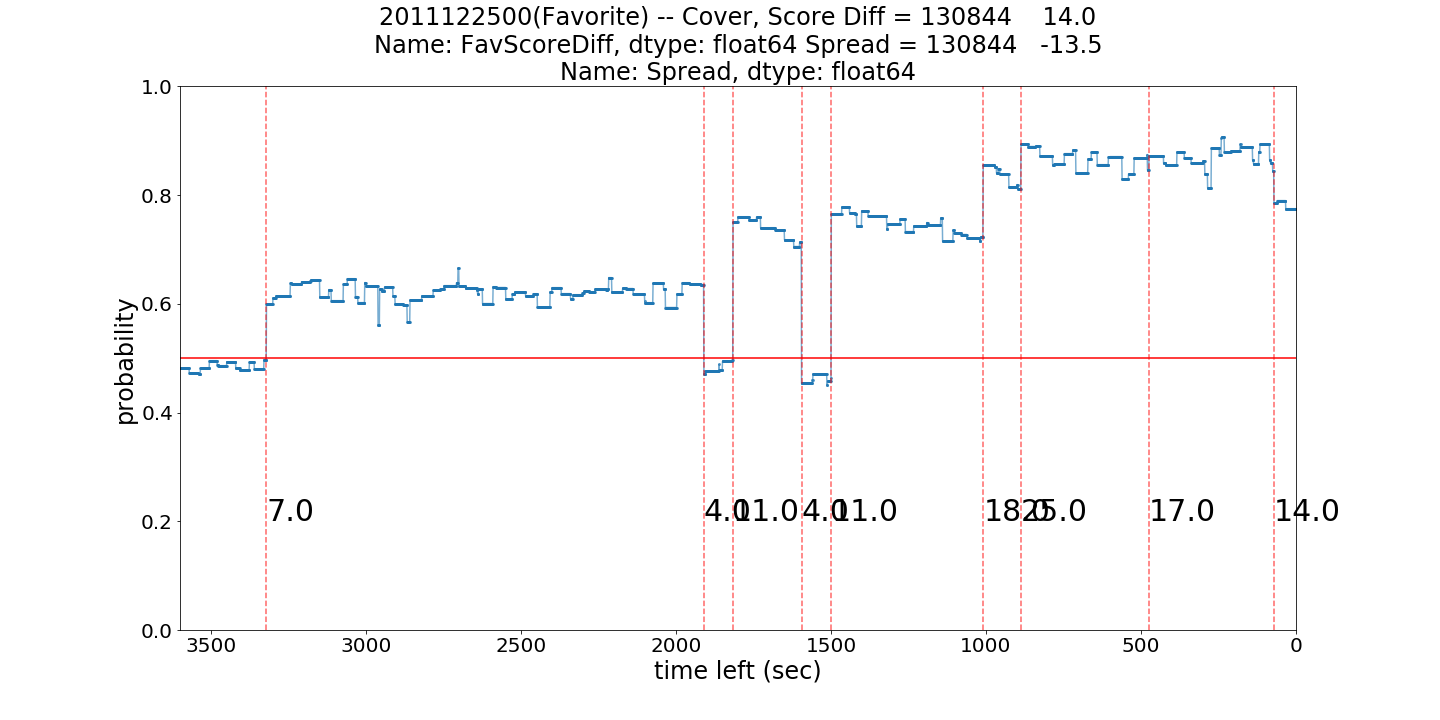 2011122500(Favorite) -- Cover, Score Diff = 130844    14.0
Name: FavScoreDiff, dtype: float64 Spread = 130844   -13.5
Name: Spread, dtype: float64
1.0
0.8
0.6
0.4
0.2
0.0
probability
7.0 4.0 11.0 4.0 11.0 18.0 25.0 17.0 14.0
3500 3000 2500 2000 1500 1000 500 0
time left (sec)